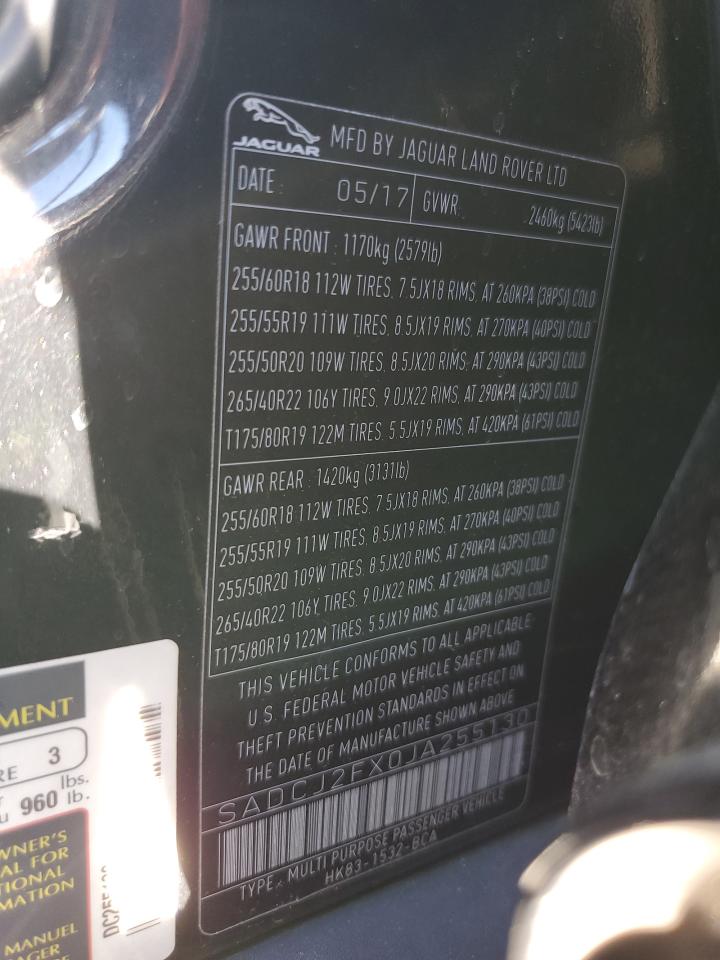 JAGUAR MFD BY JAGUAR LAND ROVER LTD
DATE : 05/17 GVWR : 2460kg (5423lb)
GAWR FRONT : 1170kg (2579lb)
255/60R18 112W TIRES, 7.5JX18 RIMS, AT 260KPA (38PSI) COLD
255/55R19 111W TIRES, 8.5JX19 RIMS, AT 270KPA (40PSI) COLD
255/50R20 109W TIRES, 8.5JX20 RIMS, AT 290KPA (43PSI) COLD
265/40R22 106Y TIRES, 9.0JX22 RIMS, AT 290KPA (43PSI) COLD
T175/80R19 122M TIRES, 5.5JX19 RIMS, AT 420KPA (61PSI) COLD
GAWR REAR : 1420kg (3131lb)
255/60R18 112W TIRES, 7.5JX18 RIMS, AT 260KPA (38PSI) COLD
255/55R19 111W TIRES, 8.5JX19 RIMS, AT 270KPA (40PSI) COLD
255/50R20 109W TIRES, 8.5JX20 RIMS, AT 290KPA (43PSI) COLD
265/40R22 106Y TIRES, 9.0JX22 RIMS, AT 290KPA (43PSI) COLD
T175/80R19 122M TIRES, 5.5JX19 RIMS, AT 420KPA (61PSI) COLD
THIS VEHICLE CONFORMS TO ALL APPLICABLE
U.S. FEDERAL MOTOR VEHICLE SAFETY AND
THEFT PREVENTION STANDARDS IN EFFECT ON
THE DATE OF MANUFACTURE SHOWN ABOVE
SADCJ2FX0JA255130
TYPE : MULTI PURPOSE PASSENGER VEHICLE
HK83-1532-BCA
MENT
RE 3
lbs.
u 960 lb.
WNER'S
AL FOR
TIONAL
MATION
MANUEL
AGER